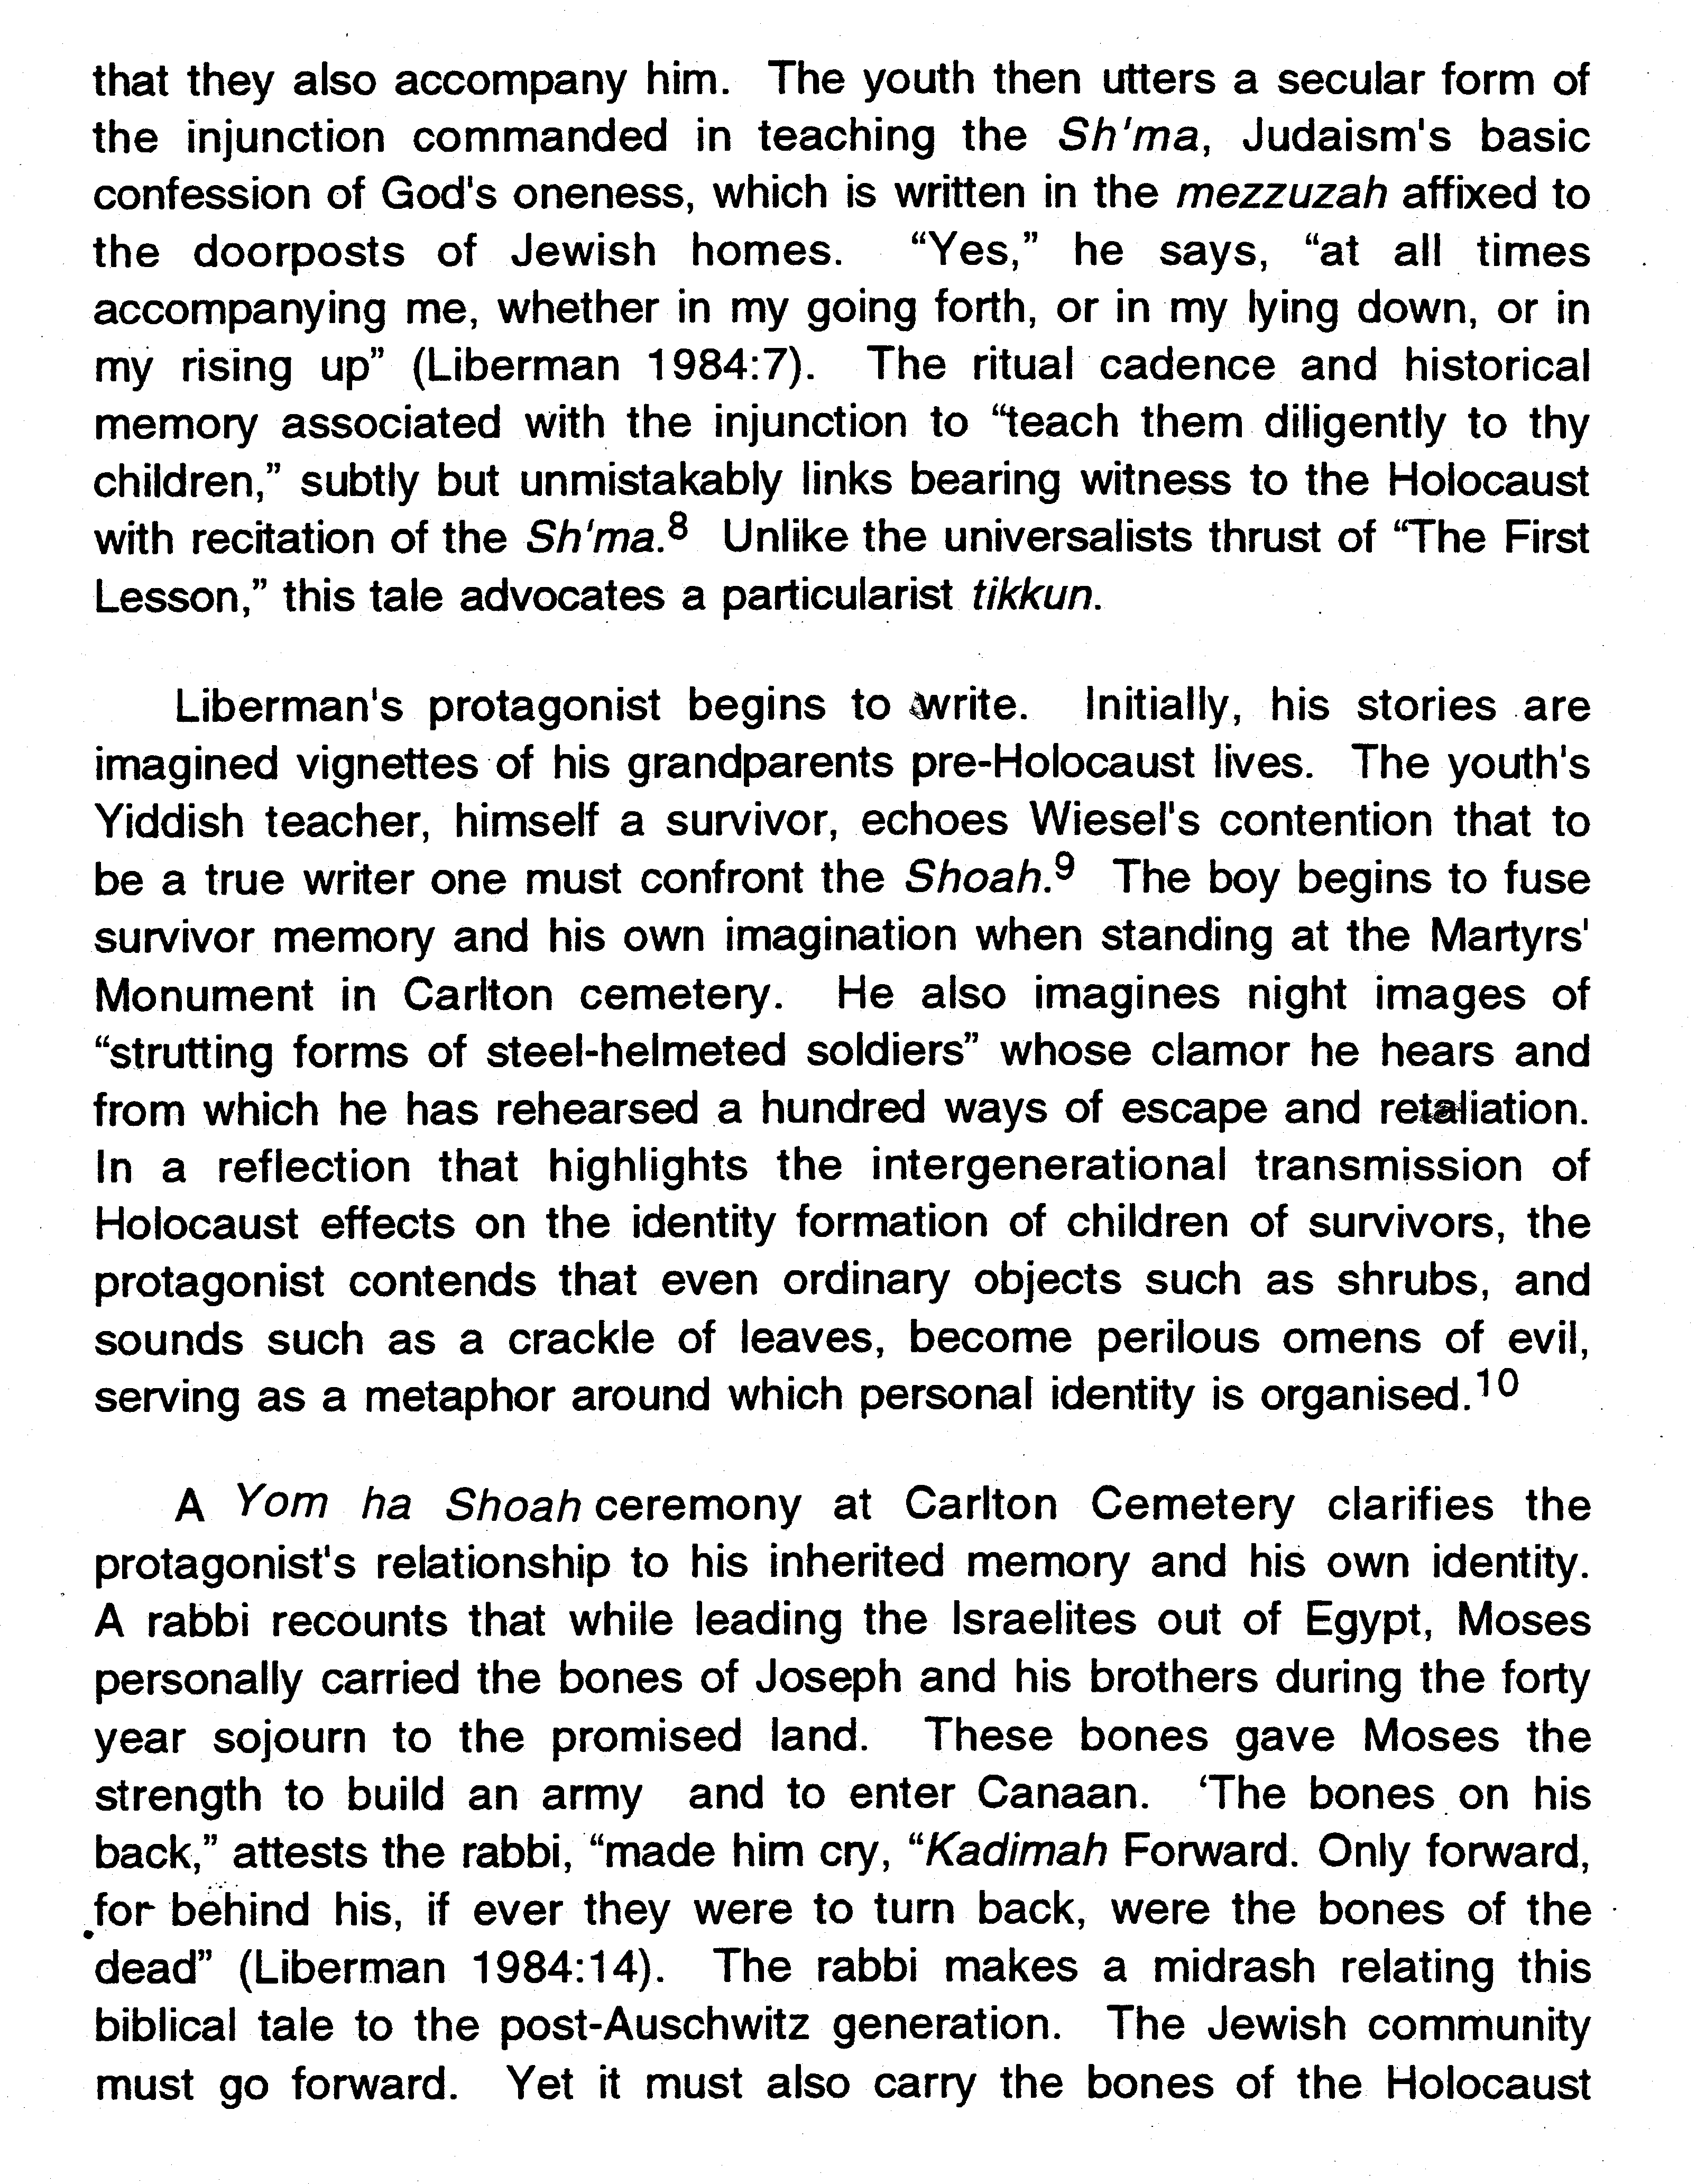 that they also accompany him. The youth then utters a secular form of
the injunction commanded in teaching the Sh'ma, Judaism's basic
confession of God's oneness, which is written in the mezzuzah affixed to
the doorposts of Jewish homes. “Yes,” he says, “at all times
accompanying me, whether in my going forth, or in my lying down, or in
my rising up” (Liberman 1984:7). The ritual cadence and historical
memory associated with the injunction to “teach them diligently to thy
children,” subtly but unmistakably links bearing witness to the Holocaust
with recitation of the Sh'ma.8 Unlike the universalists thrust of “The First
Lesson,” this tale advocates a particularist tikkun.
Liberman's protagonist begins to write. Initially, his stories are
imagined vignettes of his grandparents pre-Holocaust lives. The youth's
Yiddish teacher, himself a survivor, echoes Wiesel's contention that to
be a true writer one must confront the Shoah.9 The boy begins to fuse
survivor memory and his own imagination when standing at the Martyrs'
Monument in Carlton cemetery. He also imagines night images of
“strutting forms of steel-helmeted soldiers” whose clamor he hears and
from which he has rehearsed a hundred ways of escape and retaliation.
In a reflection that highlights the intergenerational transmission of
Holocaust effects on the identity formation of children of survivors, the
protagonist contends that even ordinary objects such as shrubs, and
sounds such as a crackle of leaves, become perilous omens of evil,
serving as a metaphor around which personal identity is organised.10
A Yom ha Shoah ceremony at Carlton Cemetery clarifies the
protagonist's relationship to his inherited memory and his own identity.
A rabbi recounts that while leading the Israelites out of Egypt, Moses
personally carried the bones of Joseph and his brothers during the forty
year sojourn to the promised land. These bones gave Moses the
strength to build an army and to enter Canaan. ‘The bones on his
back,” attests the rabbi, “made him cry, “Kadimah Forward. Only forward,
for behind his, if ever they were to turn back, were the bones of the
dead” (Liberman 1984:14). The rabbi makes a midrash relating this
biblical tale to the post-Auschwitz generation. The Jewish community
must go forward. Yet it must also carry the bones of the Holocaust